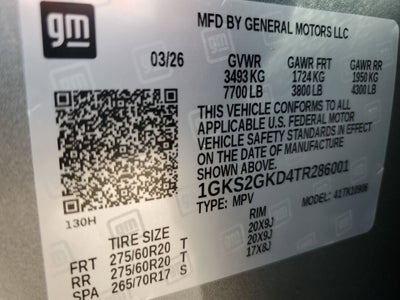 gm
MFD BY GENERAL MOTORS LLC
03/26 GVWR GAWR FRT GAWR RR
3493 KG 1724 KG 1950 KG
7700 LB 3800 LB 4300 LB
THIS VEHICLE CONFORMS TO ALL
APPLICABLE U.S. FEDERAL MOTOR
VEHICLE SAFETY STANDARDS IN EFFECT
ON THE DATE OF MANUFACTURE
SHOWN ABOVE.
1GKS2GKD4TR286001
TYPE: MPV MODEL: 41TK10906
130H
TIRE SIZE RIM
FRT 275/60R20 T 20X9J
RR 275/60R20 T 20X9J
SPA 265/70R17 S 17X8J